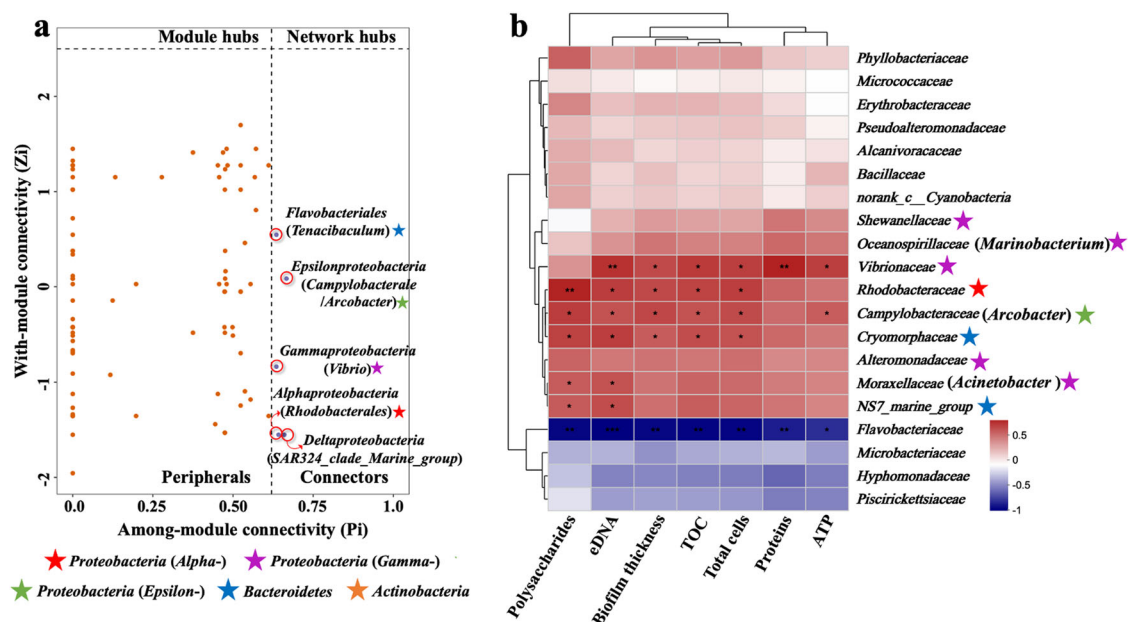 a
Module hubs
Network hubs
With-module connectivity (Zi)
2
1
0
-1
-2
Flavobacteriales
(Tenacibaculum)
Epsilonproteobacteria
(Campylobacterale
/Arcobacter)
Gammaproteobacteria
(Vibrio)
Alphaproteobacteria
(Rhodobacterales)
Deltaproteobacteria
(SAR324_clade_Marine_group)
Peripherals
Connectors
0.0
0.25
0.50
0.75
1.0
Among-module connectivity (Pi)
Proteobacteria (Alpha-)
Proteobacteria (Gamma-)
Proteobacteria (Epsilon-)
Bacteroidetes
Actinobacteria
b
Phyllobacteriaceae
Micrococcaceae
Erythrobacteraceae
Pseudoalteromonadaceae
Alcanivoracaceae
Bacillaceae
norank_c__Cyanobacteria
Shewanellaceae
Oceanospirillaceae (Marinobacterium)
** * * * * ** * Vibrionaceae
** * * * * Rhodobacteraceae
* * * * * * Campylobacteraceae (Arcobacter)
* * * * * Cryomorphaceae
Alteromonadaceae
* * Moraxellaceae (Acinetobacter )
* * NS7_marine_group
** *** ** ** ** ** * Flavobacteriaceae
Microbacteriaceae
Hyphomonadaceae
Piscirickettsiaceae
0.5
0
-0.5
-1
Polysaccharides
eDNA
Biofilm thickness
TOC
Total cells
Proteins
ATP